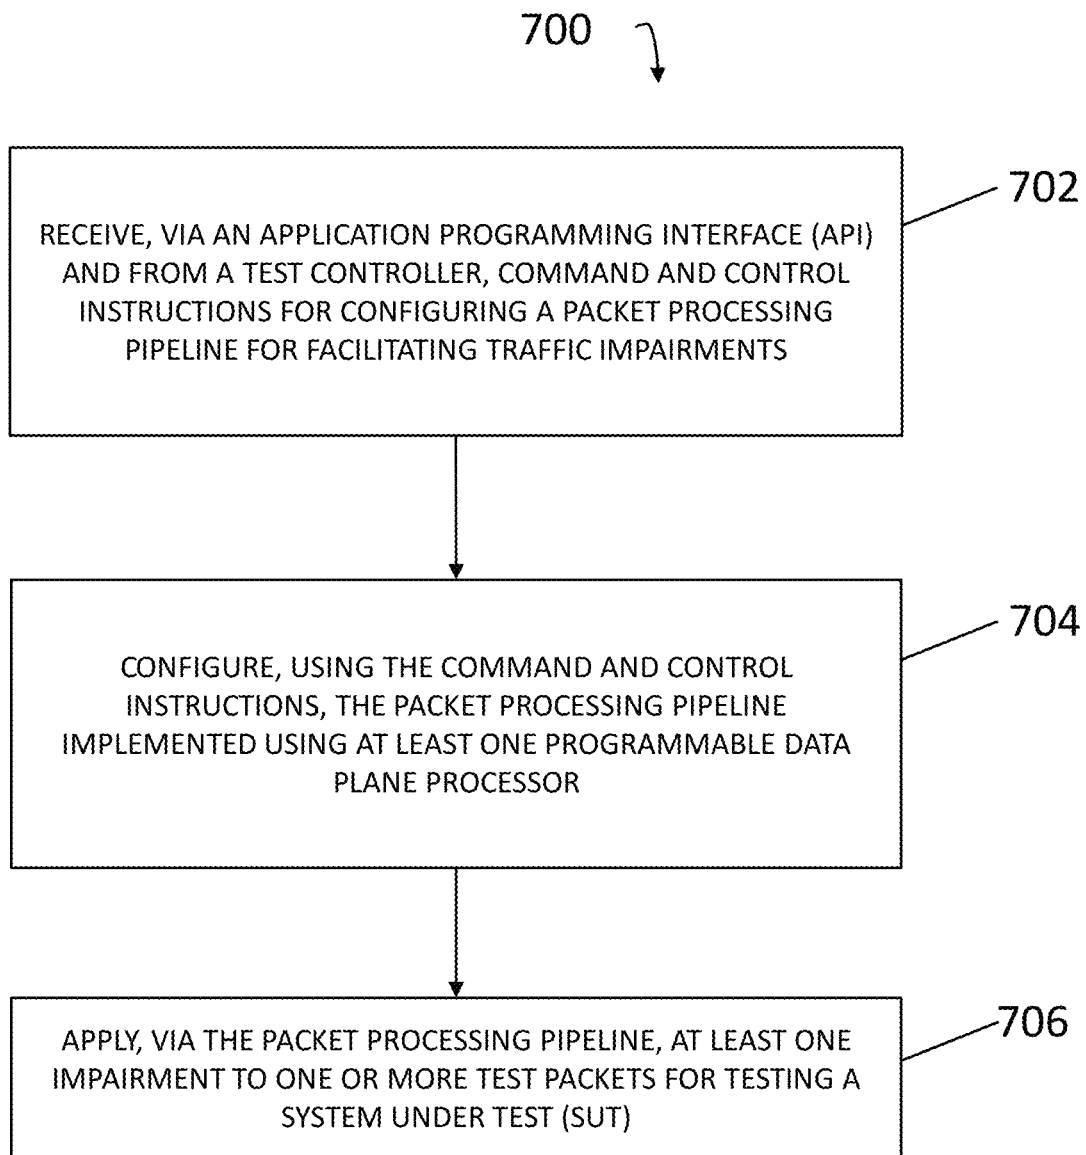 700
702
RECEIVE, VIA AN APPLICATION PROGRAMMING INTERFACE (API)
AND FROM A TEST CONTROLLER, COMMAND AND CONTROL
INSTRUCTIONS FOR CONFIGURING A PACKET PROCESSING
PIPELINE FOR FACILITATING TRAFFIC IMPAIRMENTS
704
CONFIGURE, USING THE COMMAND AND CONTROL
INSTRUCTIONS, THE PACKET PROCESSING PIPELINE
IMPLEMENTED USING AT LEAST ONE PROGRAMMABLE DATA
PLANE PROCESSOR
706
APPLY, VIA THE PACKET PROCESSING PIPELINE, AT LEAST ONE
IMPAIRMENT TO ONE OR MORE TEST PACKETS FOR TESTING A
SYSTEM UNDER TEST (SUT)